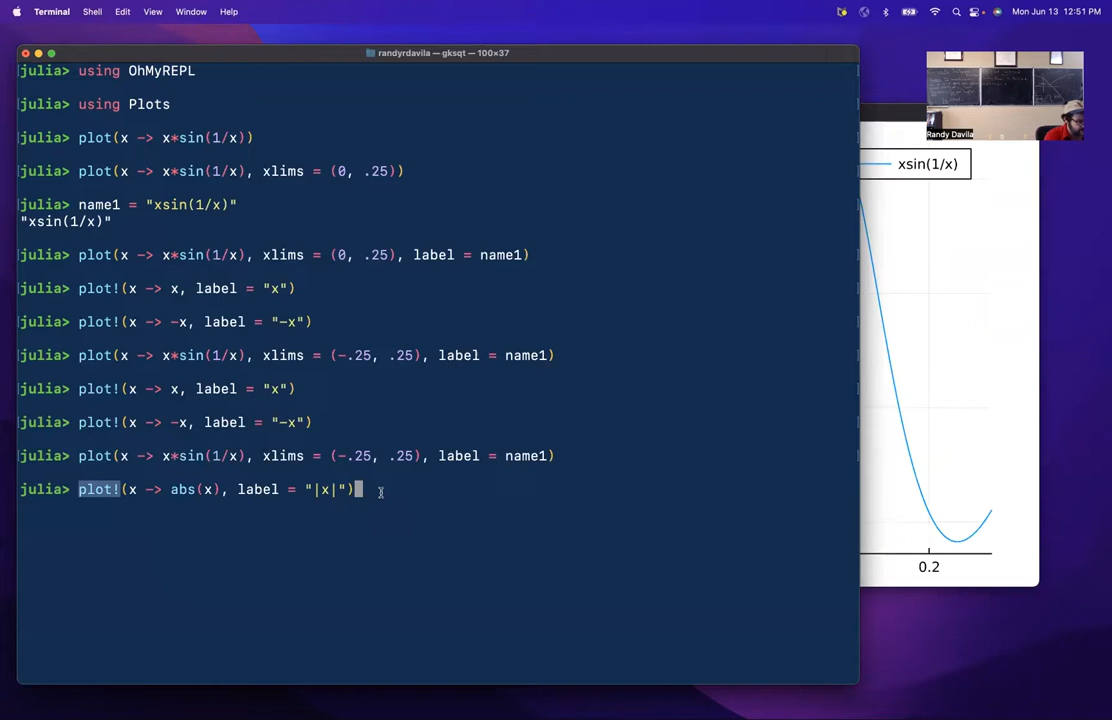 Terminal Shell Edit View Window Help Mon Jun 13 12:51 PM
randyrdavila — gksqt — 100×37
julia> using OhMyREPL
julia> using Plots
julia> plot(x -> x*sin(1/x))
julia> plot(x -> x*sin(1/x), xlims = (0, .25))
julia> name1 = "xsin(1/x)"
"xsin(1/x)"
julia> plot(x -> x*sin(1/x), xlims = (0, .25), label = name1)
julia> plot!(x -> x, label = "x")
julia> plot!(x -> -x, label = "-x")
julia> plot(x -> x*sin(1/x), xlims = (-.25, .25), label = name1)
julia> plot!(x -> x, label = "x")
julia> plot!(x -> -x, label = "-x")
julia> plot(x -> x*sin(1/x), xlims = (-.25, .25), label = name1)
julia> plot!(x -> abs(x), label = "|x|")
Randy Davila
xsin(1/x)
0.2